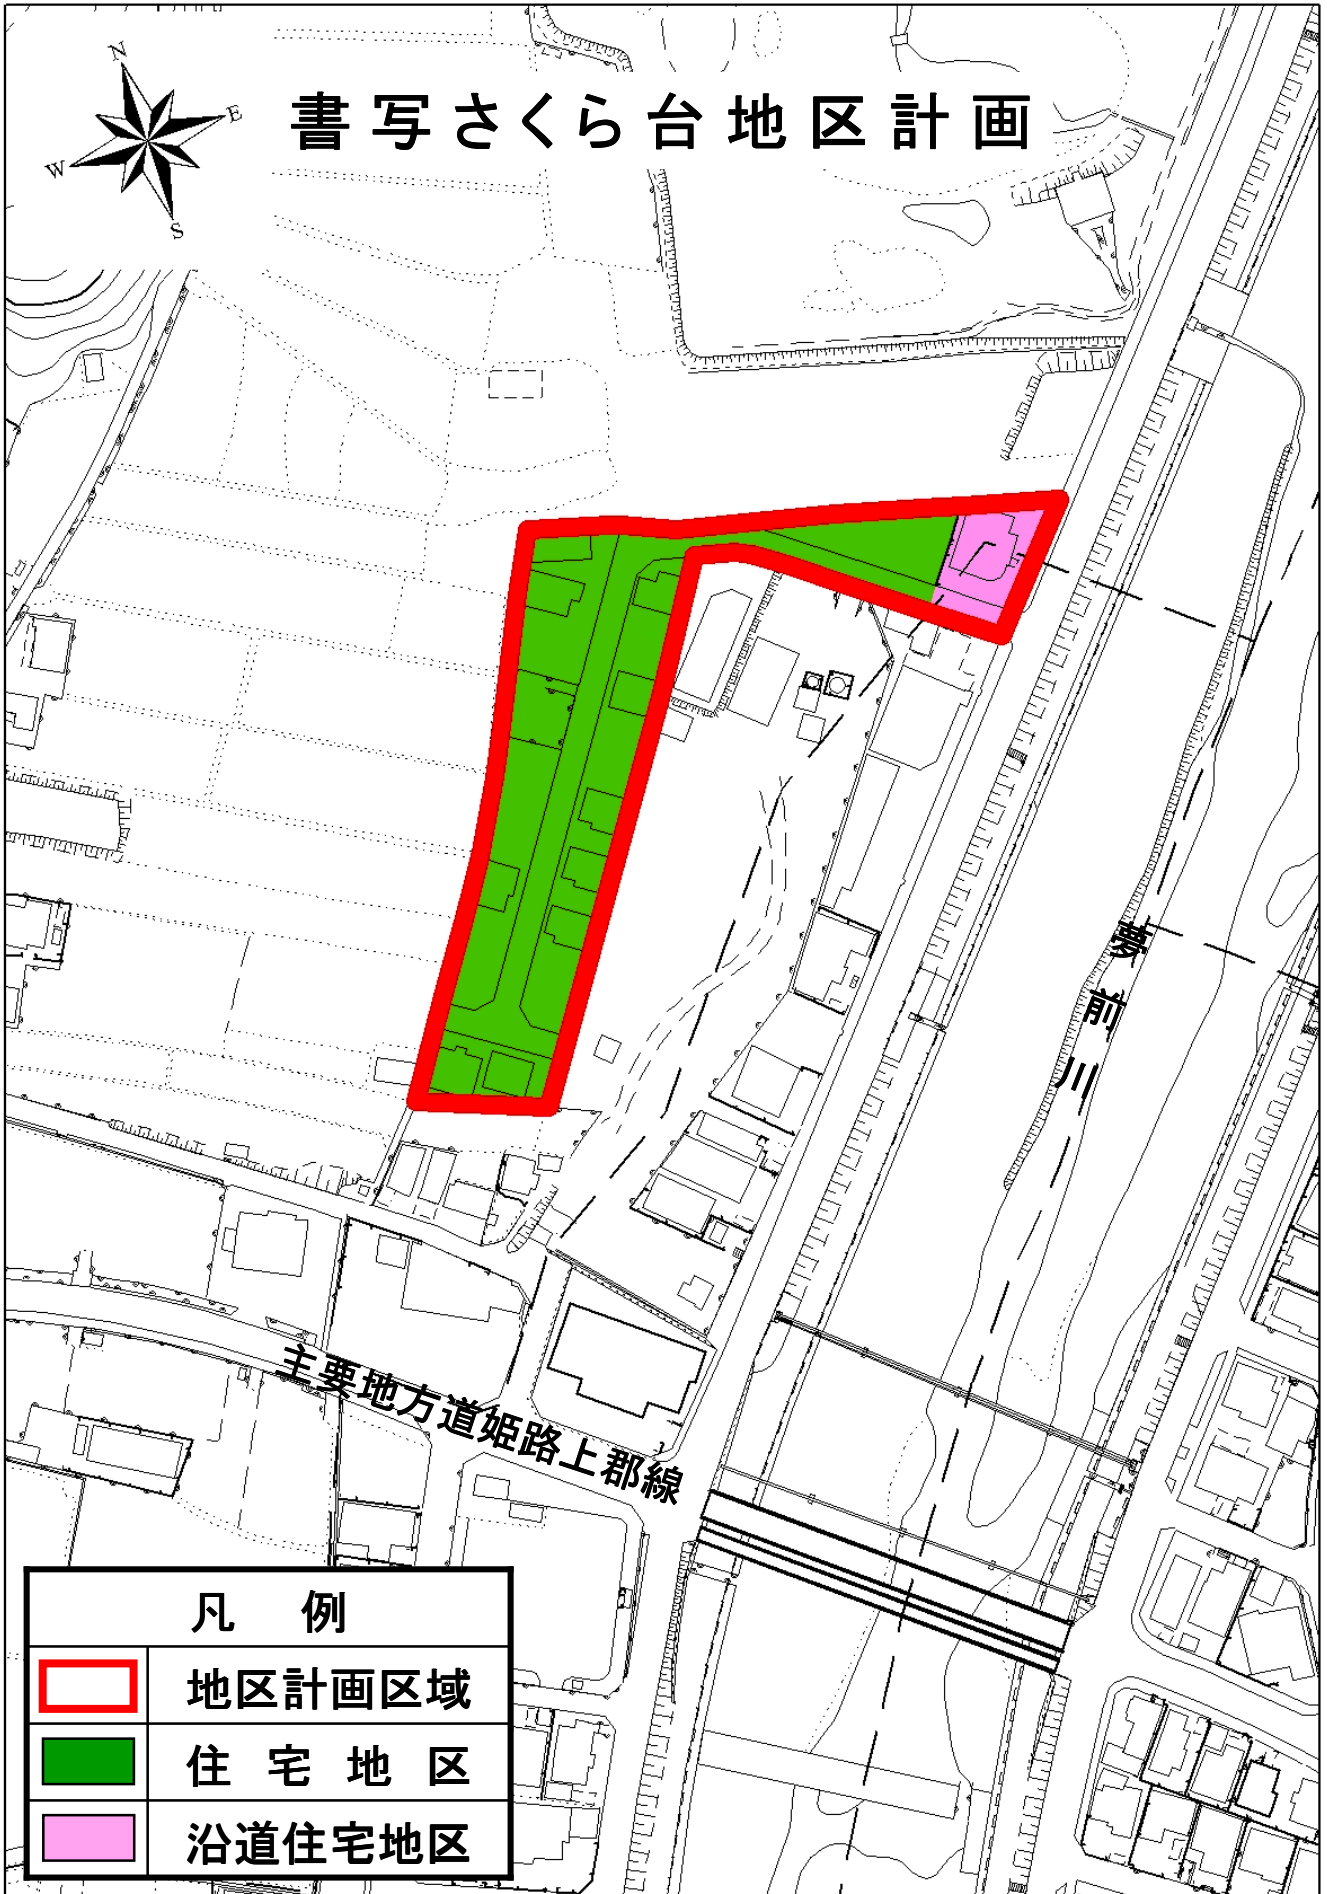 N
E
W
S
書写さくら台地区計画
夢前川
主要地方道姫路上郡線
凡 例
地区計画区域
住 宅 地 区
沿道住宅地区